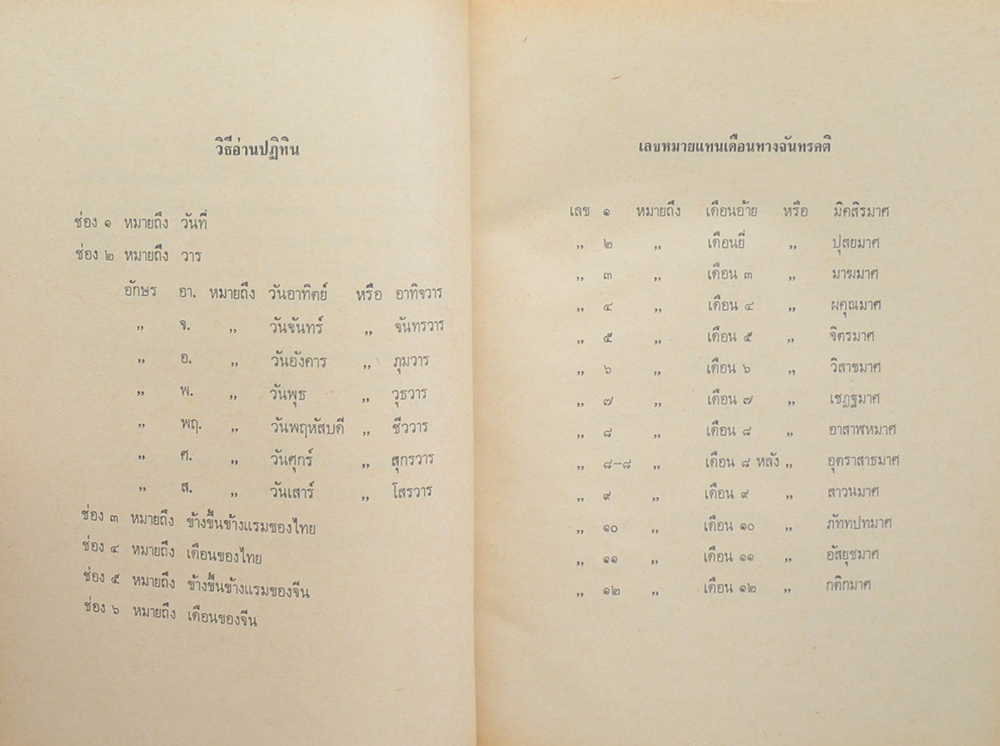 วิธีอ่านปฏิทิน
ช่อง ๑ หมายถึง วันที่
ช่อง ๒ หมายถึง วาร
อักษร อา. หมายถึง วันอาทิตย์ หรือ อาทิจวาร
,, จ. ,, วันจันทร์ ,, จันทรวาร
,, อ. ,, วันอังคาร ,, ภุมวาร
,, พ. ,, วันพุธ ,, วุธวาร
,, พฤ. ,, วันพฤหัสบดี ,, ชีววาร
,, ศ. ,, วันศุกร์ ,, สุกรวาร
,, ส. ,, วันเสาร์ ,, โสรวาร
ช่อง ๓ หมายถึง ข้างขึ้นข้างแรมของไทย
ช่อง ๔ หมายถึง เดือนของไทย
ช่อง ๕ หมายถึง ข้างขึ้นข้างแรมของจีน
ช่อง ๖ หมายถึง เดือนของจีน
เลขหมายแทนเดือนทางจันทรคติ
เลข ๑ หมายถึง เดือนอ้าย หรือ มิคสิรมาศ
,, ๒ ,, เดือนยี่ ,, ปุสยมาศ
,, ๓ ,, เดือน ๓ ,, มาฆมาศ
,, ๔ ,, เดือน ๔ ,, ผคุณมาศ
,, ๕ ,, เดือน ๕ ,, จิตรมาศ
,, ๖ ,, เดือน ๖ ,, วิสาขมาศ
,, ๗ ,, เดือน ๗ ,, เชฎฐมาศ
,, ๘ ,, เดือน ๘ ,, อาสาฬหมาศ
,, ๘-๘ ,, เดือน ๘ หลัง ,, อุตราสาธมาศ
,, ๙ ,, เดือน ๙ ,, สาวนมาศ
,, ๑๐ ,, เดือน ๑๐ ,, ภัททปทมาศ
,, ๑๑ ,, เดือน ๑๑ ,, อัสยุชมาศ
,, ๑๒ ,, เดือน ๑๒ ,, กตติกมาศ